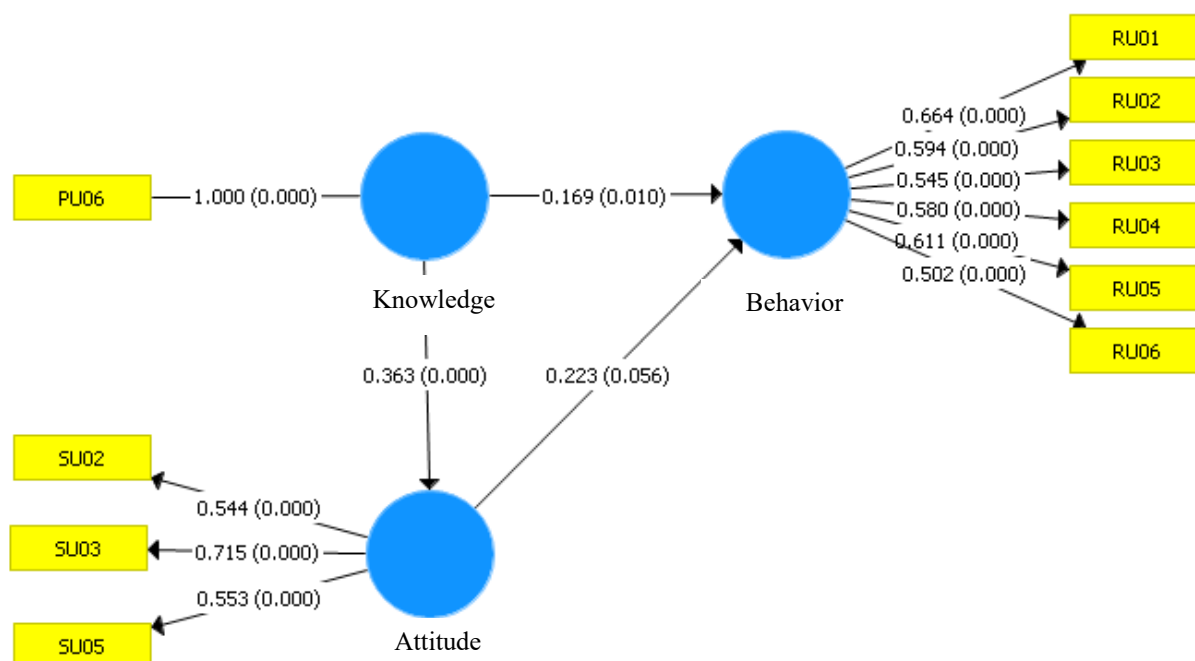 RU01
RU02
0.664 (0.000)
0.594 (0.000)
RU03
0.545 (0.000)
PU06
1.000 (0.000)
0.169 (0.010)
0.580 (0.000)
RU04
0.611 (0.000)
0.502 (0.000)
RU05
Knowledge
Behavior
RU06
0.363 (0.000)
0.223 (0.056)
SU02
0.544 (0.000)
SU03
0.715 (0.000)
0.553 (0.000)
SU05
Attitude